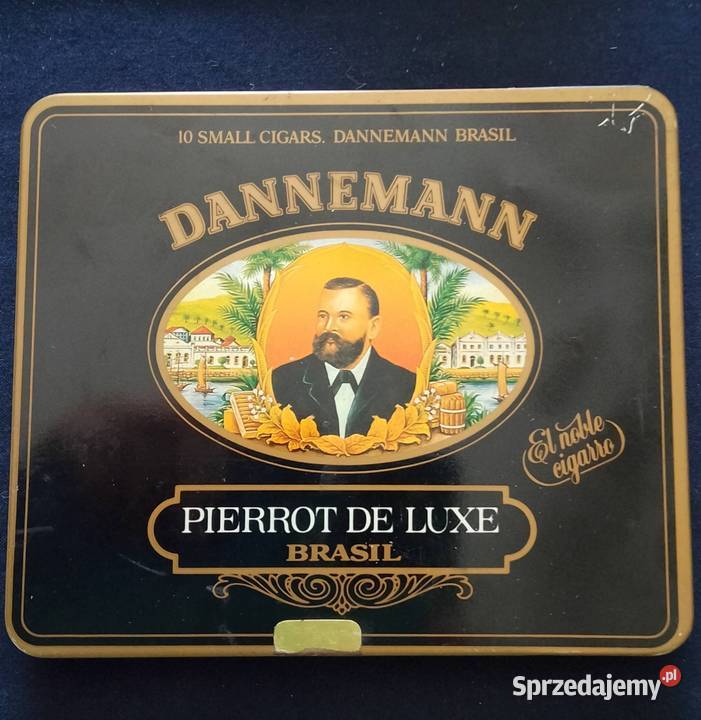 10 SMALL CIGARS. DANNEMANN BRASIL
DANNEMANN
El noble
cigarro
PIERROT DE LUXE
BRASIL
Sprzedajemy.pl